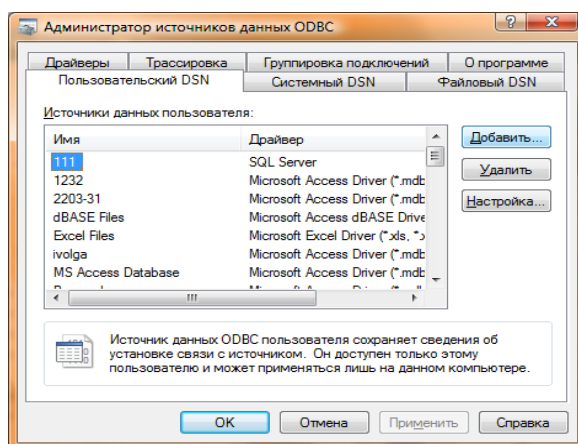 Администратор источников данных ODBC
Драйверы Трассировка Группировка подключений О программе
Пользовательский DSN Системный DSN Файловый DSN
Источники данных пользователя:
Имя Драйвер
111 SQL Server
1232 Microsoft Access Driver (*.mdb
2203-31 Microsoft Access Driver (*.mdb
dBASE Files Microsoft Access dBASE Drive
Excel Files Microsoft Excel Driver (*.xls, *.x
ivolga Microsoft Access Driver (*.mdb
MS Access Database Microsoft Access Driver (*.mdb
Добавить...
Удалить
Настройка...
Источник данных ODBC пользователя сохраняет сведения об
установке связи с источником. Он доступен только этому
пользователю и может применяться лишь на данном компьютере.
OK Отмена Применить Справка